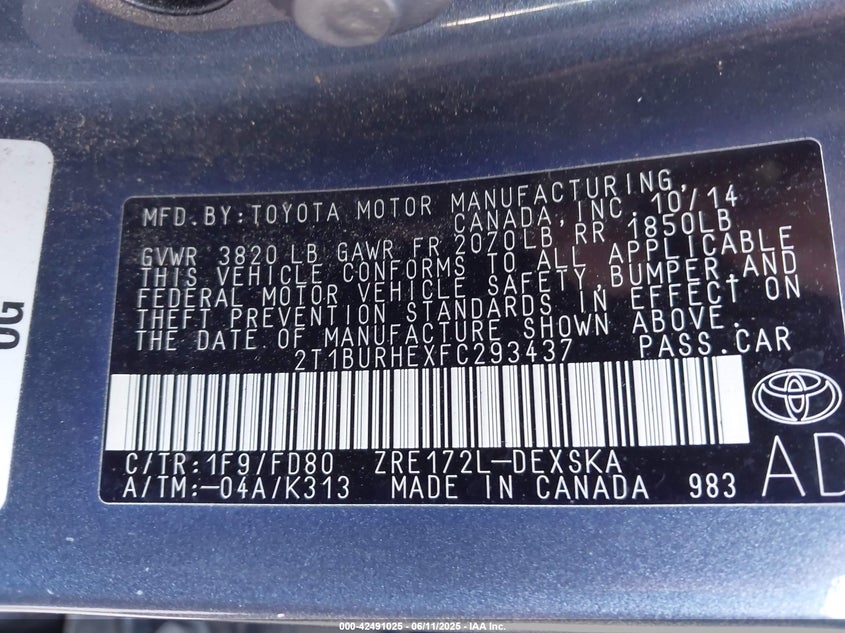 MFD.BY:TOYOTA MOTOR MANUFACTURING,
CANADA,INC. 10/14
GVWR 3820 LB GAWR FR 2070LB RR 1850LB
THIS VEHICLE CONFORMS TO ALL APPLICABLE
FEDERAL MOTOR VEHICLE SAFETY,BUMPER,AND
THEFT PREVENTION STANDARDS IN EFFECT ON
THE DATE OF MANUFACTURE SHOWN ABOVE.
2T1BURHEXFC293437 PASS.CAR
C/TR:1F9/FD80 ZRE172L-DEXSKA
A/TM:-04A/K313 MADE IN CANADA 983
AD
000-42491025 - 06/11/2025 - IAA Inc.